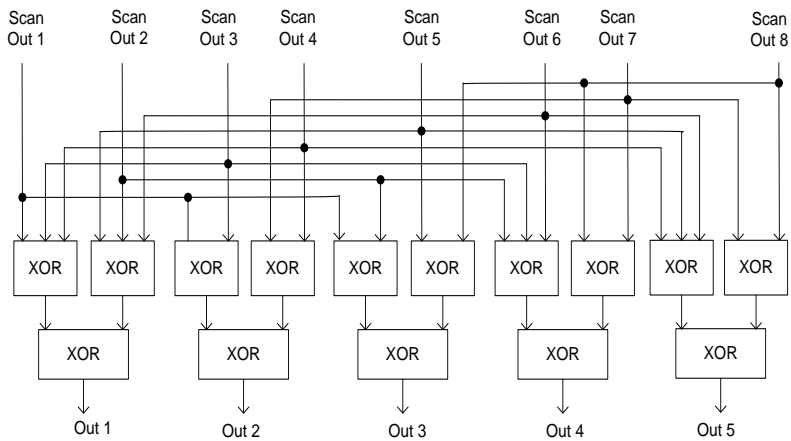 Scan Out 1
Scan Out 2
Scan Out 3
Scan Out 4
Scan Out 5
Scan Out 6
Scan Out 7
Scan Out 8
XOR XOR XOR XOR XOR XOR XOR XOR XOR XOR
XOR XOR XOR XOR XOR
Out 1 Out 2 Out 3 Out 4 Out 5